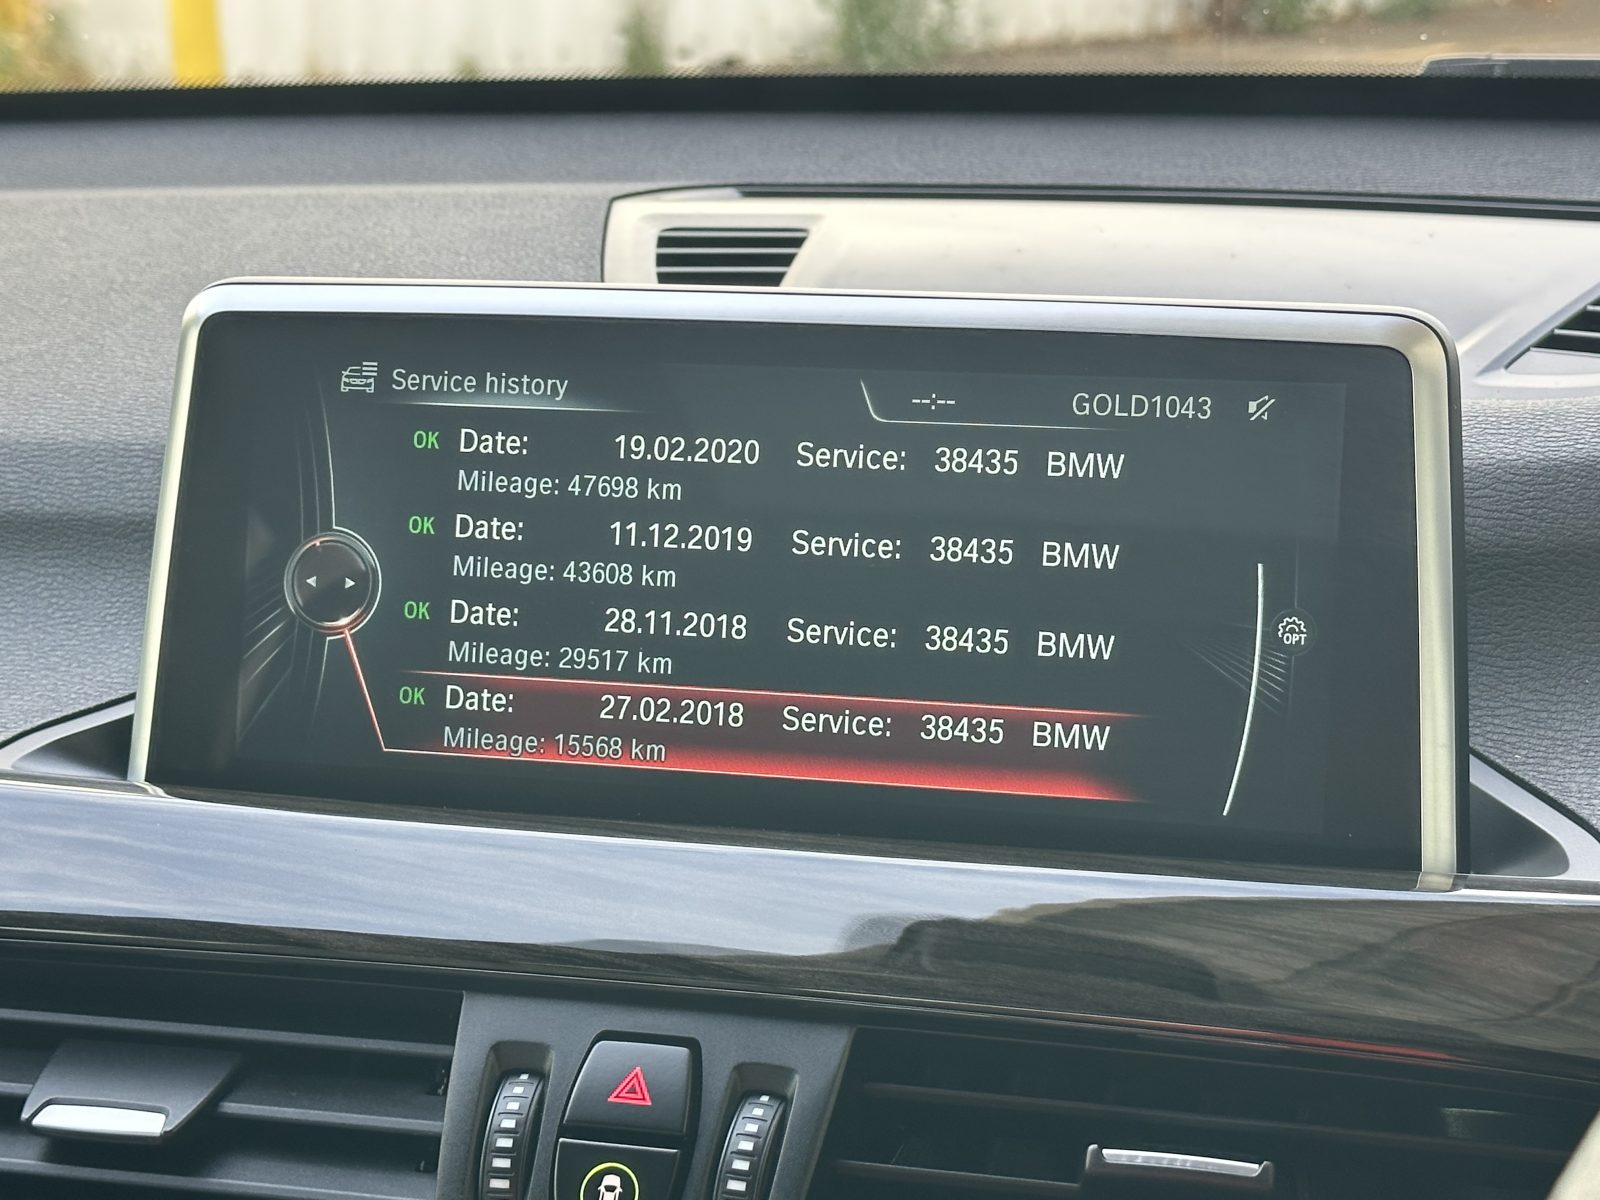 Service history
--:-- GOLD1043
OK Date: 19.02.2020 Service: 38435 BMW
Mileage: 47698 km
OK Date: 11.12.2019 Service: 38435 BMW
Mileage: 43608 km
OK Date: 28.11.2018 Service: 38435 BMW
Mileage: 29517 km
OPT
OK Date: 27.02.2018 Service: 38435 BMW
Mileage: 15568 km